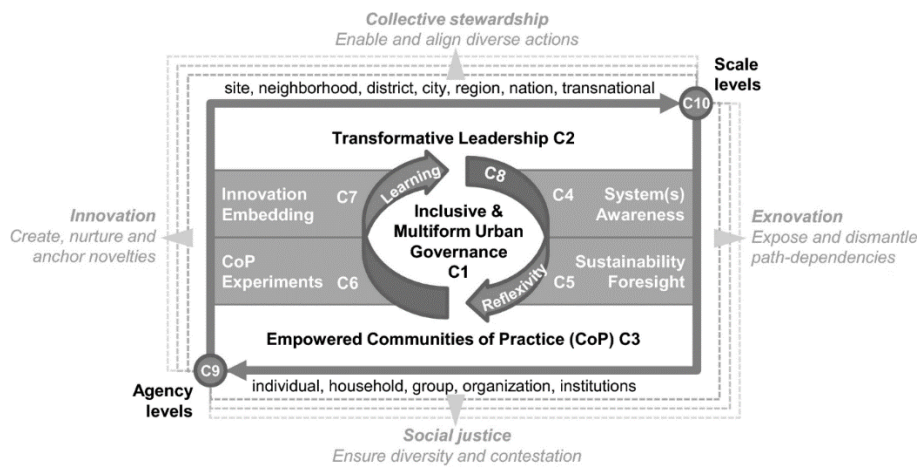 Collective stewardship
Enable and align diverse actions
Scale
levels
site, neighborhood, district, city, region, nation, transnational
C10
Transformative Leadership C2
Learning
C8
Innovation
Embedding
C7
C4
System(s)
Awareness
Inclusive &
Multiform Urban
Governance
C1
Innovation
Create, nurture and
anchor novelties
Exnovation
Expose and dismantle
path-dependencies
CoP
Experiments
C6
C5
Sustainability
Foresight
Reflexivity
Empowered Communities of Practice (CoP) C3
C9
Agency
levels
individual, household, group, organization, institutions
Social justice
Ensure diversity and contestation